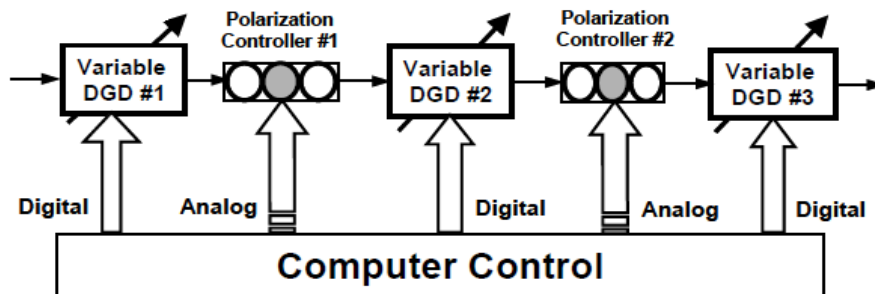 Polarization
Controller #1
Polarization
Controller #2
Variable
DGD #1
Variable
DGD #2
Variable
DGD #3
Digital
Analog
Digital
Analog
Digital
Computer Control